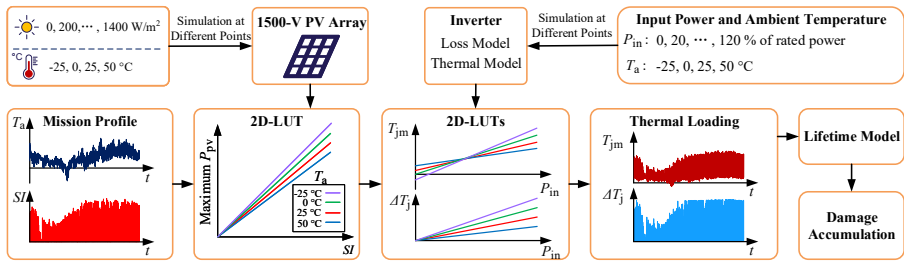 0, 200,⋯ , 1400 W/m²
°C
-25, 0, 25, 50 °C
Simulation at
Different Points
1500-V PV Array
Inverter
Loss Model
Thermal Model
Simulation at
Different Points
Input Power and Ambient Temperature
Pin : 0, 20, ⋯ , 120 % of rated power
Ta : -25, 0, 25, 50 °C
Mission Profile
Ta
t
SI
t
2D-LUT
Maximum Ppv
Ta
-25 °C
0 °C
25 °C
50 °C
SI
2D-LUTs
Tjm
Pin
ΔTj
Pin
Thermal Loading
Tjm
t
ΔTj
t
Lifetime Model
Damage
Accumulation